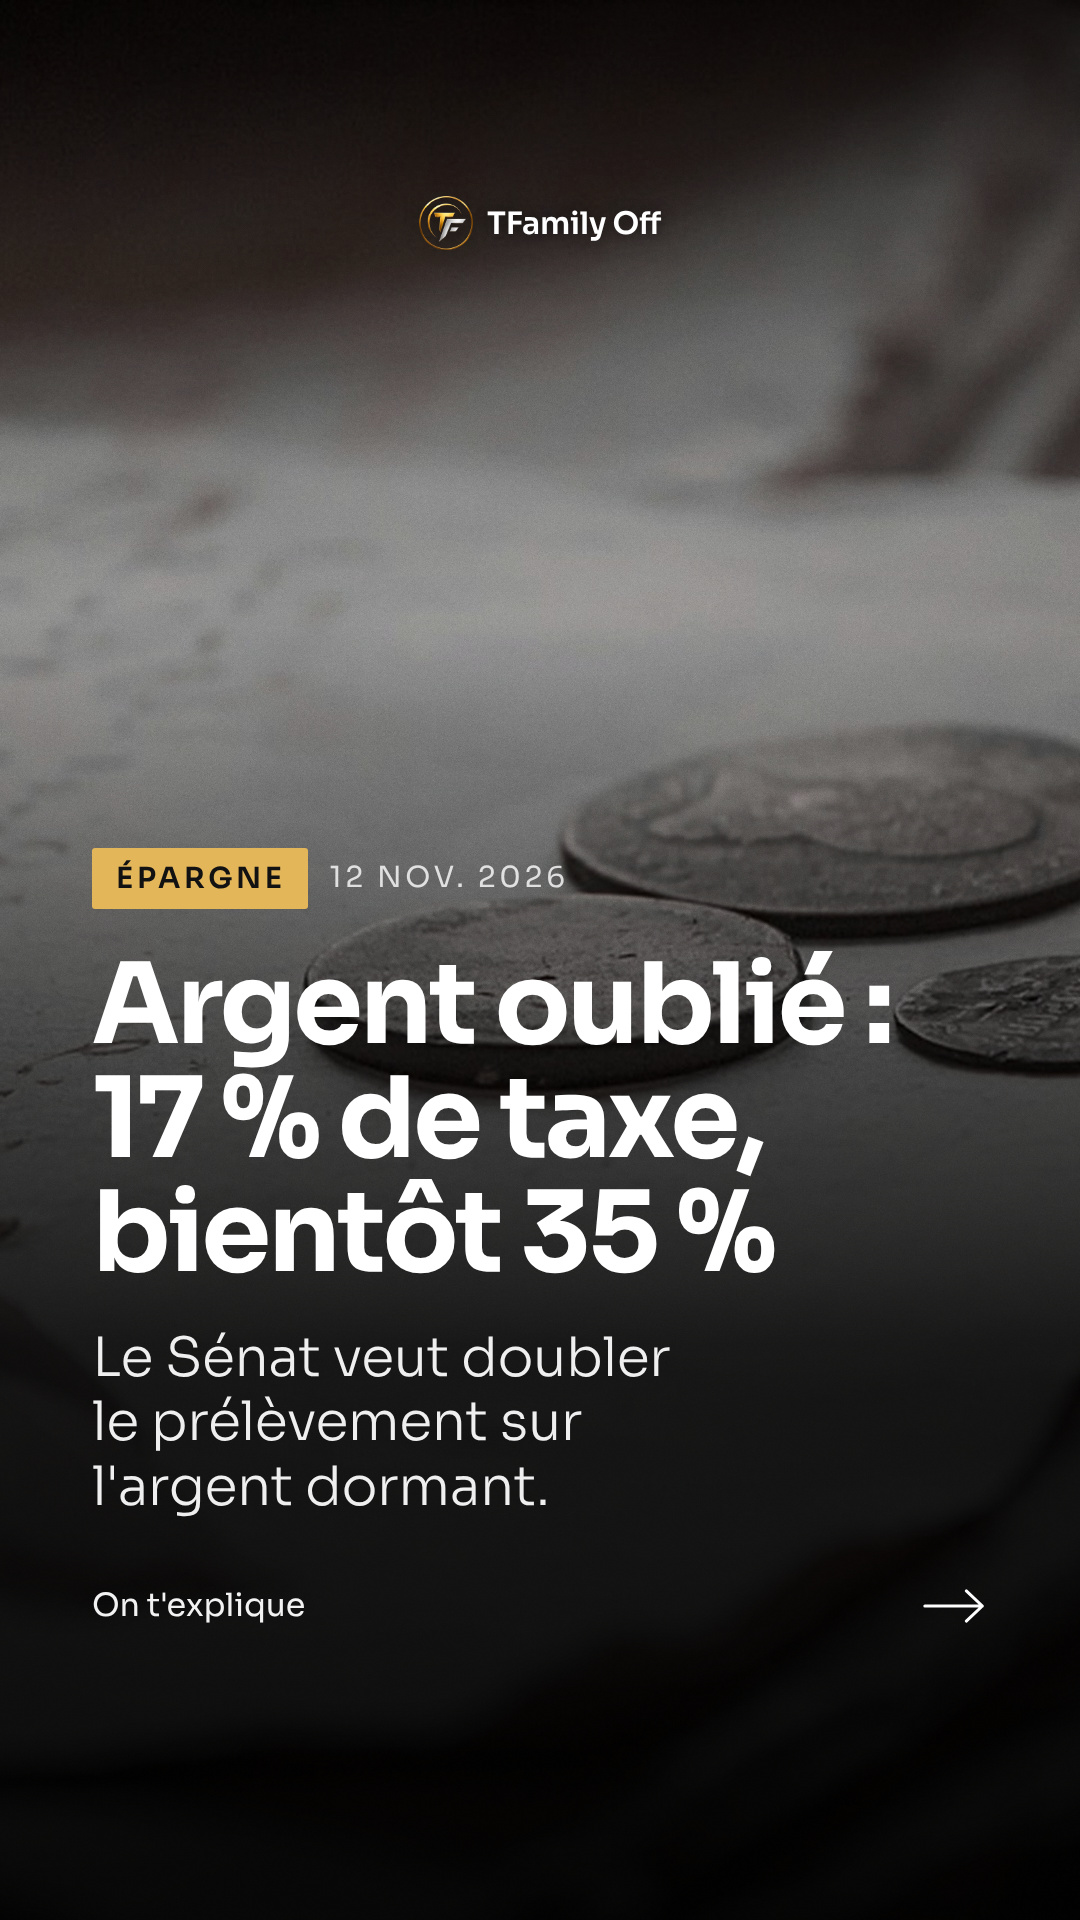 TF TFamily Off
ÉPARGNE 12 NOV. 2026
Argent oublié :
17 % de taxe,
bientôt 35 %
Le Sénat veut doubler
le prélèvement sur
l'argent dormant.
On t'explique